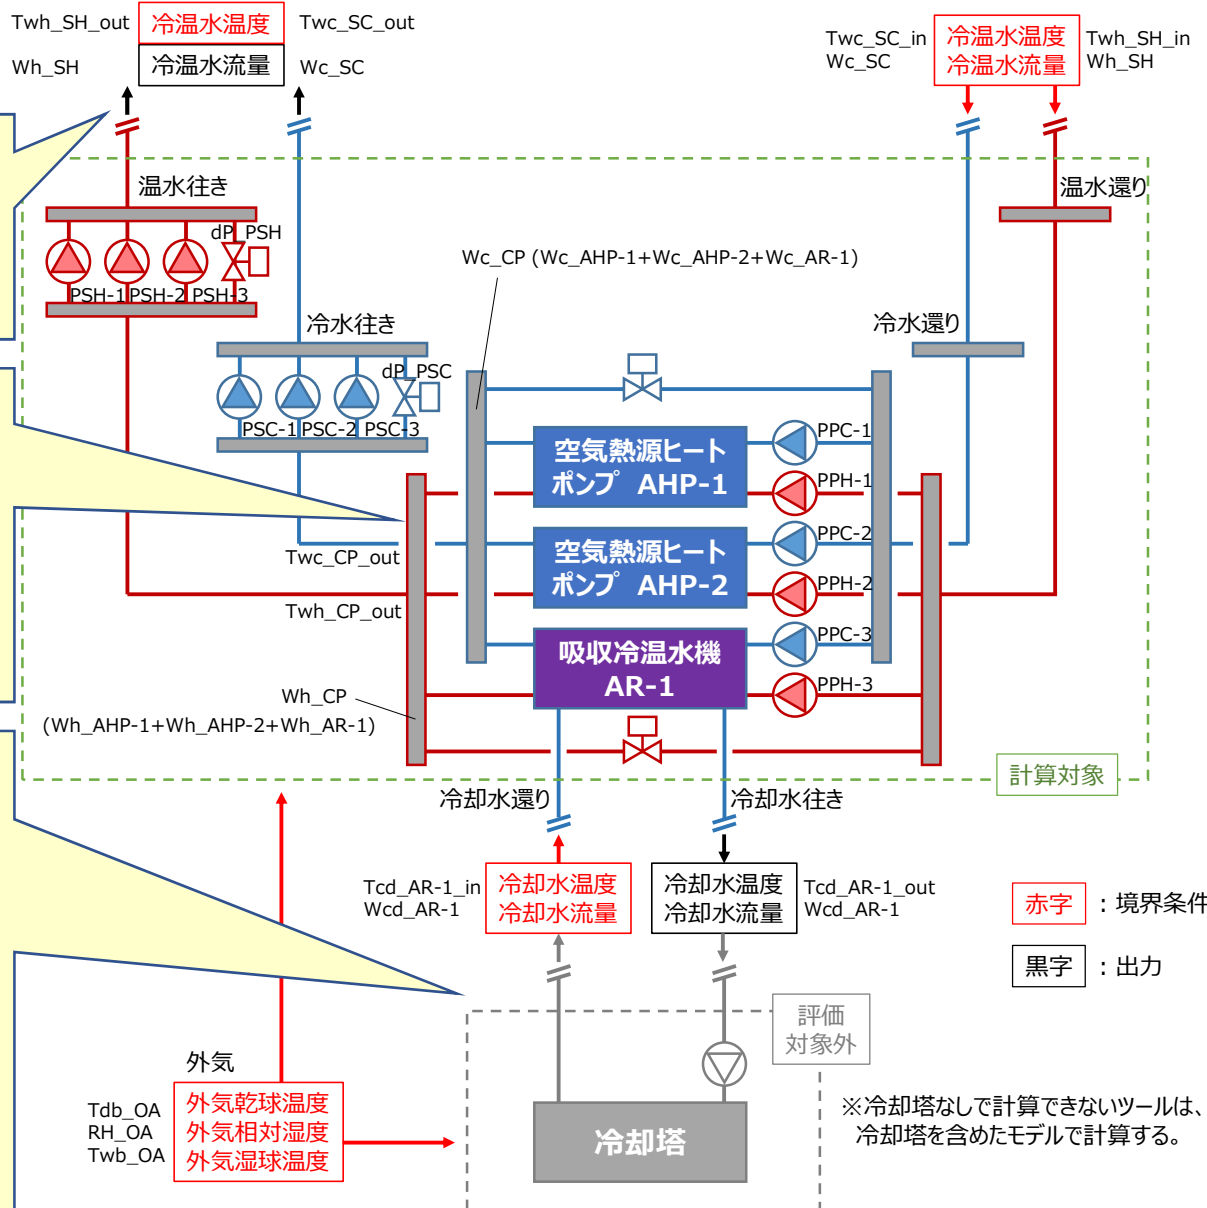 Twh_SH_out
冷温水温度
Twc_SC_out
Wh_SH
冷温水流量
Wc_SC
Twc_SC_in
Wc_SC
冷温水温度
冷温水流量
Twh_SH_in
Wh_SH
温水往き
温水還り
dP_PSH
PSH-1
PSH-2
PSH-3
Wc_CP (Wc_AHP-1+Wc_AHP-2+Wc_AR-1)
冷水往き
冷水還り
dP_PSC
PSC-1
PSC-2
PSC-3
空気熱源ヒート
ポンプ AHP-1
PPC-1
PPH-1
空気熱源ヒート
ポンプ AHP-2
PPC-2
PPH-2
Twc_CP_out
Twh_CP_out
吸収冷温水機
AR-1
PPC-3
PPH-3
Wh_CP
(Wh_AHP-1+Wh_AHP-2+Wh_AR-1)
計算対象
冷却水還り
冷却水往き
Tcd_AR-1_in
Wcd_AR-1
冷却水温度
冷却水流量
冷却水温度
冷却水流量
Tcd_AR-1_out
Wcd_AR-1
赤字
：境界条件
黒字
：出力
評価
対象外
外気
Tdb_OA
RH_OA
Twb_OA
外気乾球温度
外気相対湿度
外気湿球温度
冷却塔
※冷却塔なしで計算できないツールは、
冷却塔を含めたモデルで計算する。